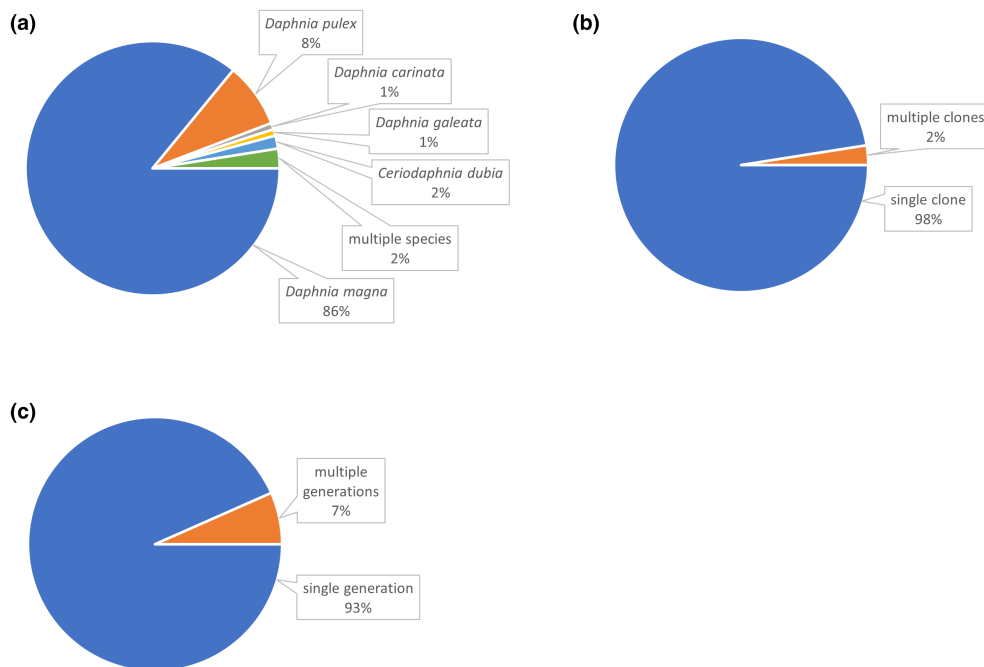 (a)
Daphnia pulex
8%
Daphnia carinata
1%
Daphnia galeata
1%
Ceriodaphnia dubia
2%
multiple species
2%
Daphnia magna
86%
(b)
multiple clones
2%
single clone
98%
(c)
multiple
generations
7%
single generation
93%